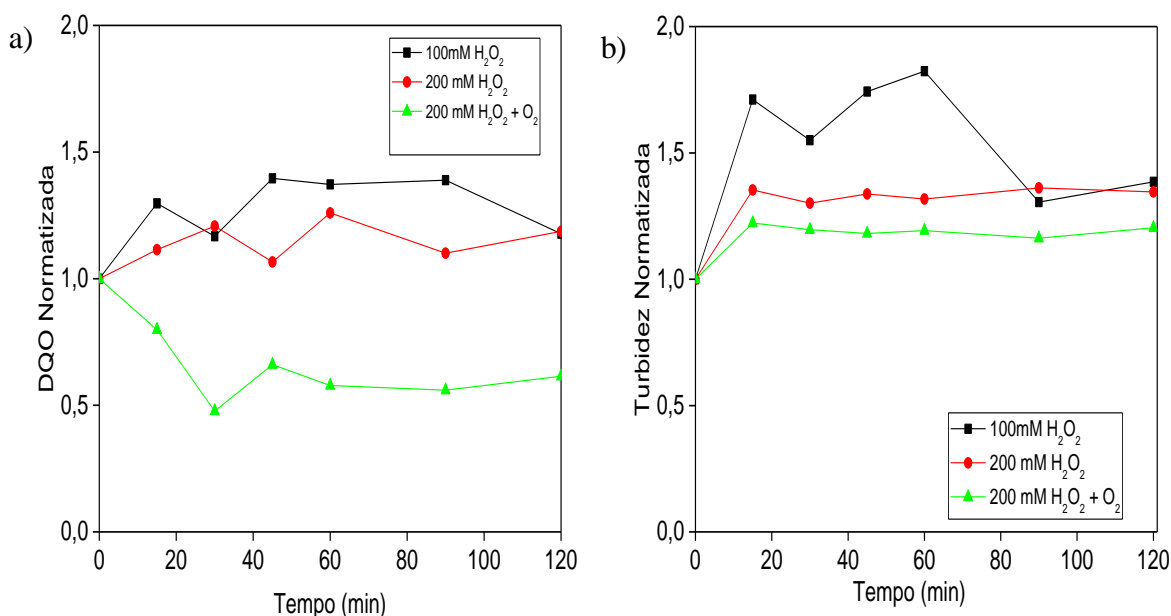 a)
2,0
1,5
1,0
0,5
0,0
DQO Normatizada
100mM H₂O₂
200 mM H₂O₂
200 mM H₂O₂ + O₂
0 20 40 60 80 100 120
Tempo (min)
b)
2,0
1,5
1,0
0,5
0,0
Turbidez Normatizada
100mM H₂O₂
200 mM H₂O₂
200 mM H₂O₂ + O₂
0 20 40 60 80 100 120
Tempo (min)